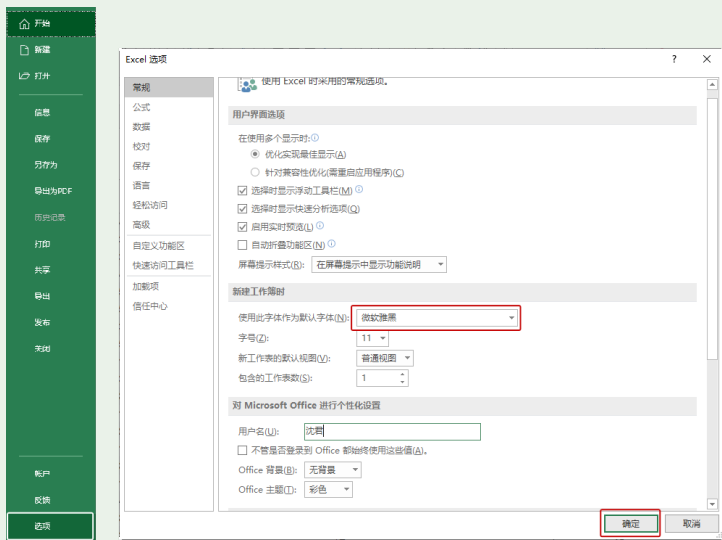 开始
新建
打开
信息
保存
另存为
导出为PDF
历史记录
打印
共享
导出
发布
关闭
帐户
反馈
选项
Excel 选项
?
常规
公式
数据
校对
保存
语言
轻松访问
高级
自定义功能区
快速访问工具栏
加载项
信任中心
使用 Excel 时采用的常规选项。
用户界面选项
在使用多个显示时:
优化实现最佳显示(A)
针对兼容性优化(需重启应用程序)(C)
选择时显示浮动工具栏(M)
选择时显示快速分析选项(Q)
启用实时预览(L)
自动折叠功能区(N)
屏幕提示样式(R): 在屏幕提示中显示功能说明
新建工作簿时
使用此字体作为默认字体(N): 微软雅黑
字号(Z): 11
新工作表的默认视图(V): 普通视图
包含的工作表数(S): 1
对 Microsoft Office 进行个性化设置
用户名(U): 沈君
不管是否登录到 Office 都始终使用这些值(A)。
Office 背景(B): 无背景
Office 主题(T): 彩色
确定 取消